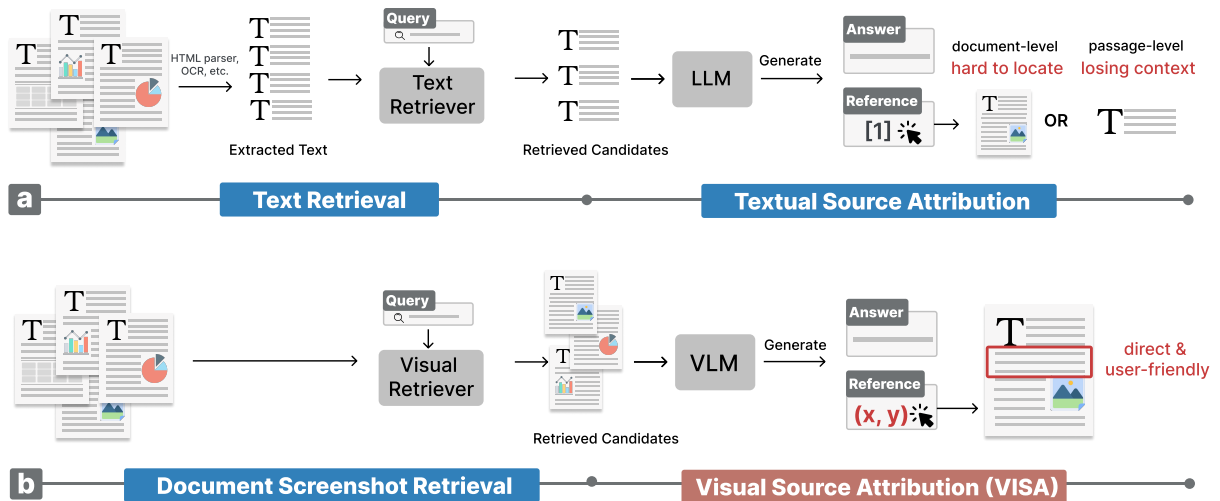 T
T
T
HTML parser,
OCR, etc.
T
T
T
T
Extracted Text
Query
Text
Retriever
T
T
T
Retrieved Candidates
LLM
Generate
Answer
Reference
[1]
document-level
hard to locate
passage-level
losing context
T
OR
T
a
Text Retrieval
Textual Source Attribution
T
T
T
Query
Visual
Retriever
T
T
Retrieved Candidates
VLM
Generate
Answer
Reference
(x, y)
T
direct &
user-friendly
b
Document Screenshot Retrieval
Visual Source Attribution (VISA)